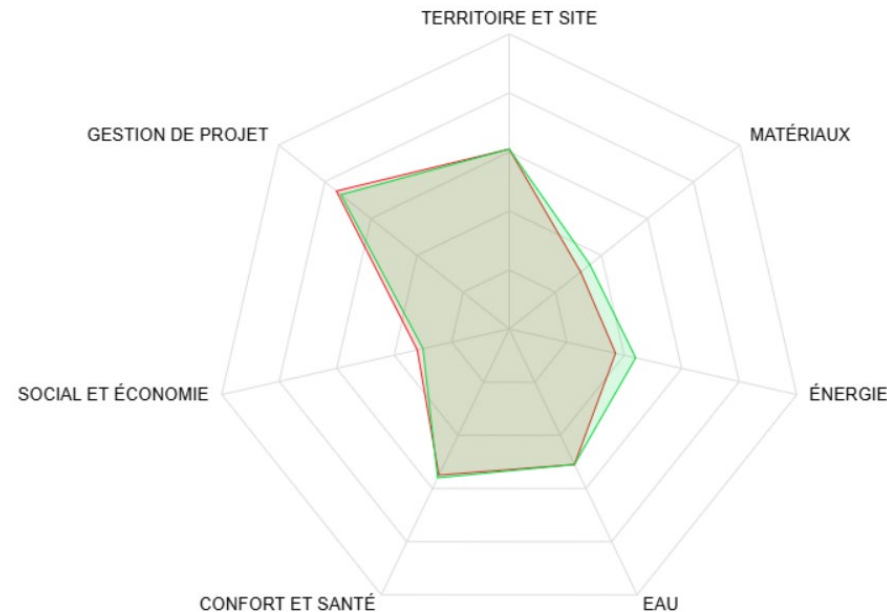 TERRITOIRE ET SITE
GESTION DE PROJET
MATÉRIAUX
SOCIAL ET ÉCONOMIE
ÉNERGIE
CONFORT ET SANTÉ
EAU